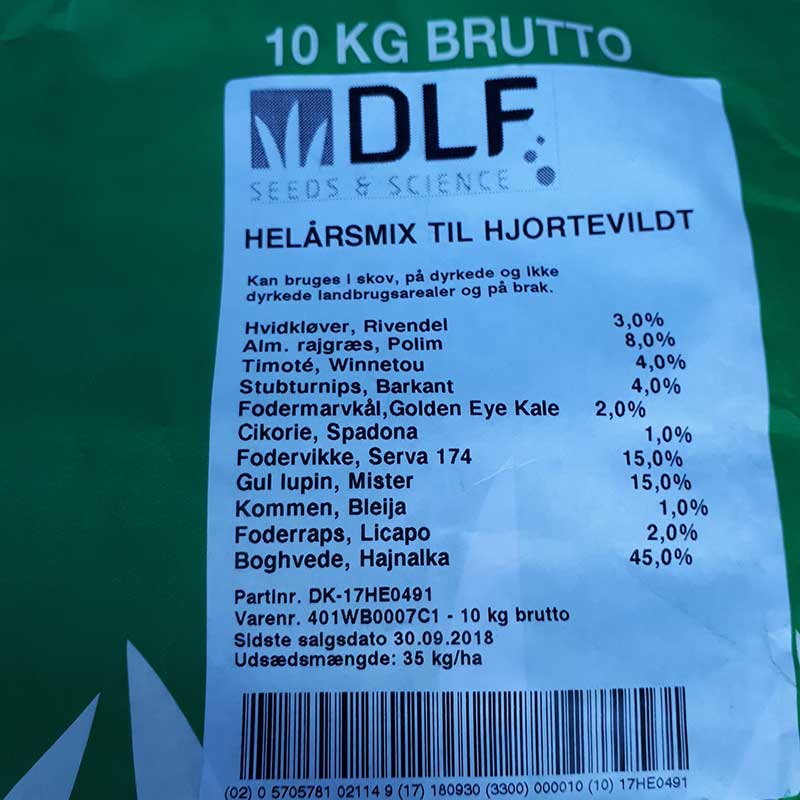 10 KG BRUTTO
DLF
SEEDS & SCIENCE
HELÅRSMIX TIL HJORTEVILDT
Kan bruges i skov, på dyrkede og ikke
dyrkede landbrugsarealer og på brak.
Hvidkløver, Rivendel 3,0%
Alm. rajgræs, Polim 8,0%
Timoté, Winnetou 4,0%
Stubturnips, Barkant 4,0%
Fodermarvkål,Golden Eye Kale 2,0%
Cikorie, Spadona 1,0%
Fodervikke, Serva 174 15,0%
Gul lupin, Mister 15,0%
Kommen, Bleija 1,0%
Foderraps, Licapo 2,0%
Boghvede, Hajnalka 45,0%
Partinr. DK-17HE0491
Varenr. 401WB0007C1 - 10 kg brutto
Sidste salgsdato 30.09.2018
Udsædsmængde: 35 kg/ha
(02) 0 5705781 02114 9 (17) 180930 (3300) 000010 (10) 17HE0491